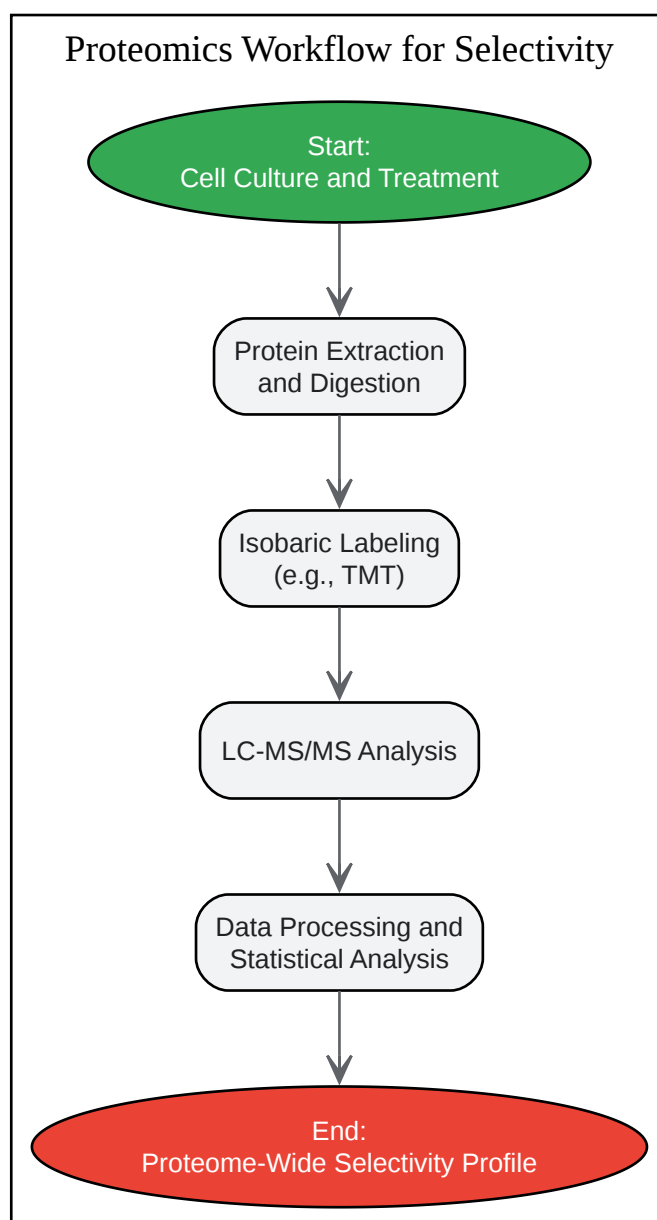 Proteomics Workflow for Selectivity
Start:
Cell Culture and Treatment
Protein Extraction
and Digestion
Isobaric Labeling
(e.g., TMT)
LC-MS/MS Analysis
Data Processing and
Statistical Analysis
End:
Proteome-Wide Selectivity Profile